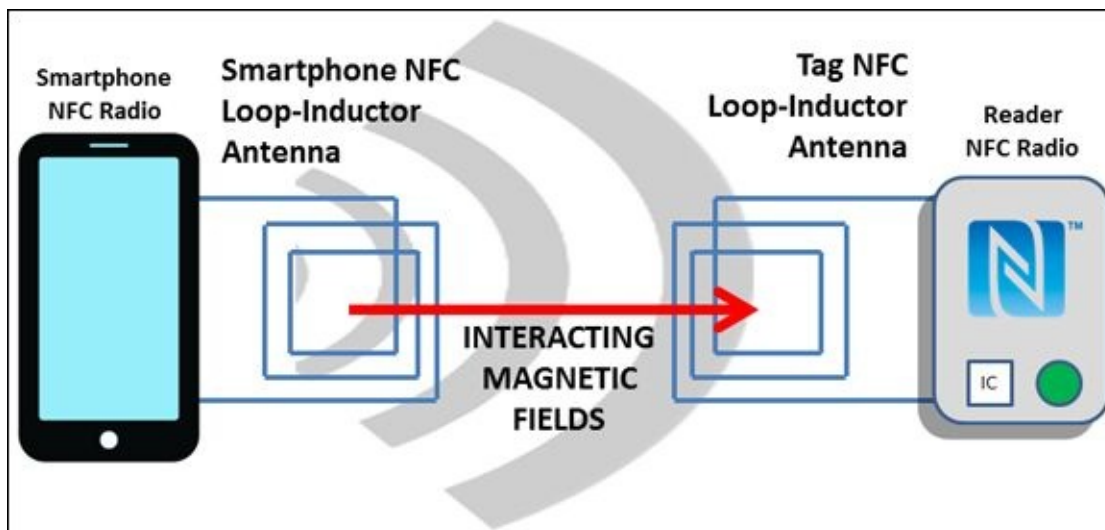 Smartphone
NFC Radio
Smartphone NFC
Loop-Inductor
Antenna
Tag NFC
Loop-Inductor
Antenna
Reader
NFC Radio
TM
INTERACTING
MAGNETIC
FIELDS
IC